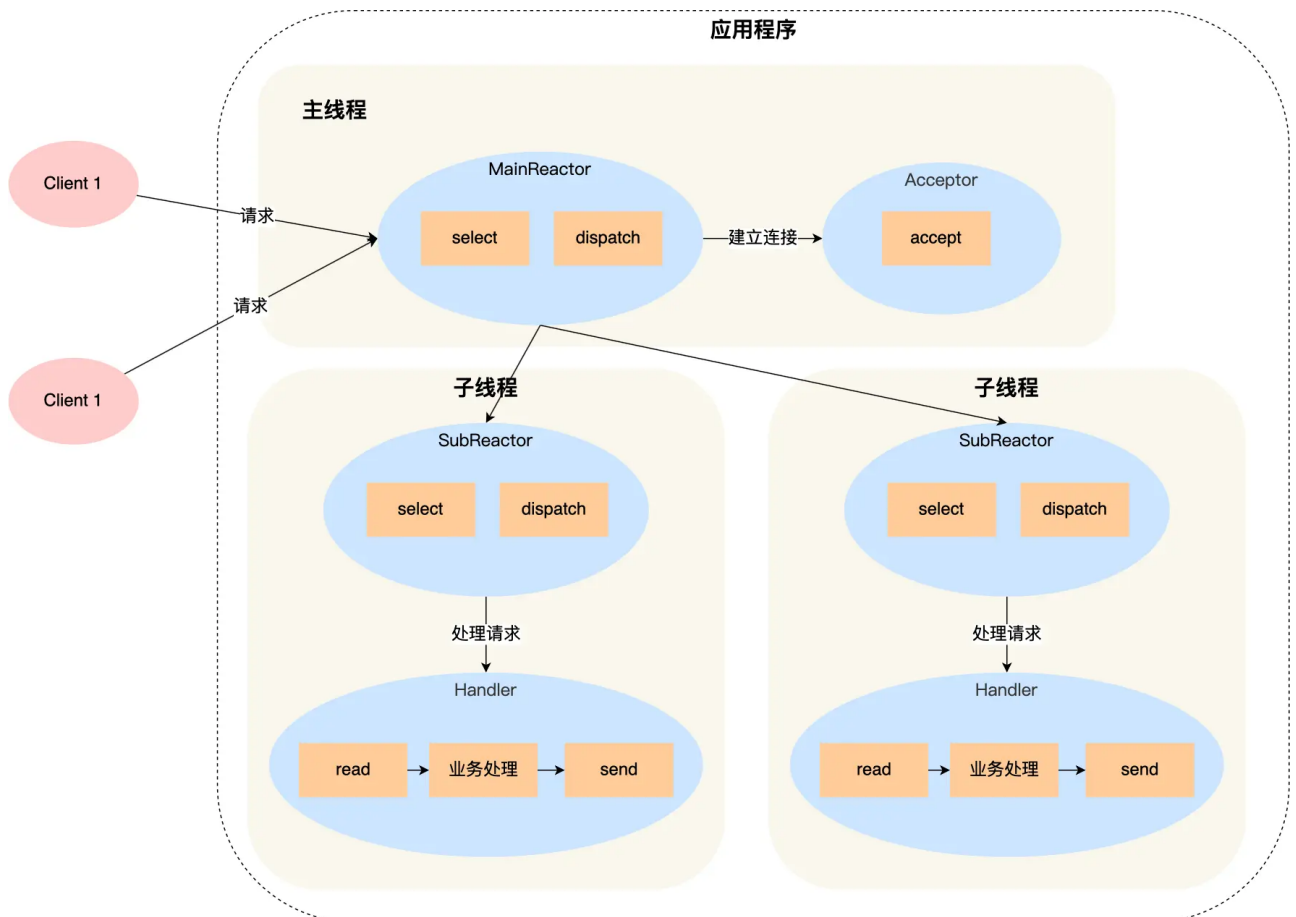 应用程序
主线程
MainReactor
Acceptor
Client 1
请求
select
dispatch
建立连接
accept
请求
Client 1
子线程
子线程
SubReactor
SubReactor
select
dispatch
select
dispatch
处理请求
处理请求
Handler
Handler
read
业务处理
send
read
业务处理
send